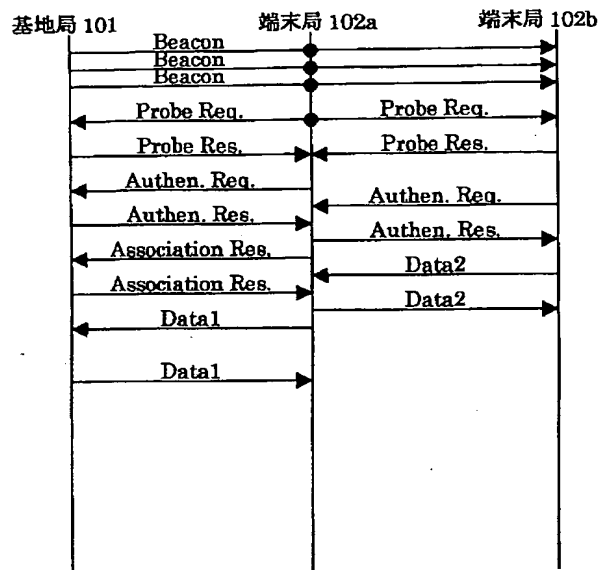 基地局 101 端末局 102a 端末局 102b
Beacon
Beacon
Beacon
Probe Req. Probe Req.
Probe Res. Probe Res.
Authen. Req.
Authen. Req.
Authen. Res.
Authen. Res.
Association Res.
Data2
Association Res.
Data2
Data1
Data1